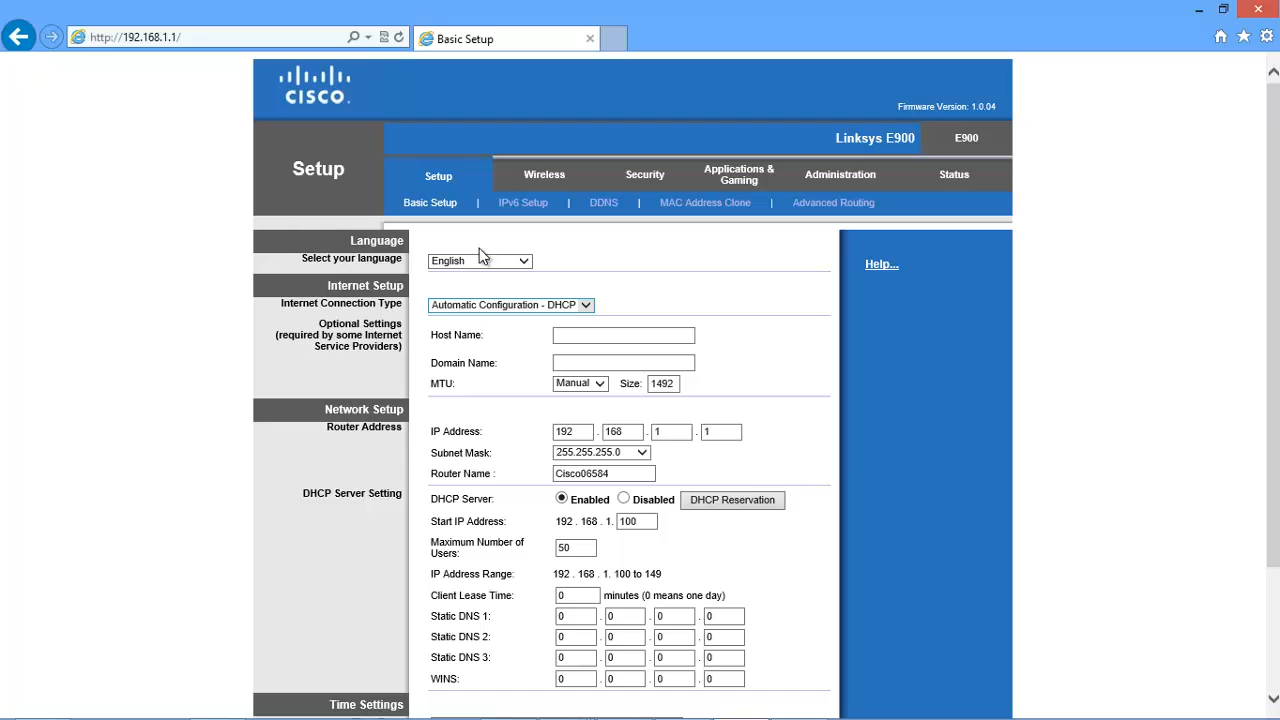 http://192.168.1.1/
Basic Setup
CISCO.
Firmware Version: 1.0.04
Linksys E900
E900
Setup
Setup
Wireless
Security
Applications &
Gaming
Administration
Status
Basic Setup | IPv6 Setup | DDNS | MAC Address Clone | Advanced Routing
Language
Select your language
English
Help...
Internet Setup
Internet Connection Type
Automatic Configuration - DHCP
Optional Settings
(required by some Internet
Service Providers)
Host Name:
Domain Name:
MTU: Manual Size: 1492
Network Setup
Router Address
IP Address: 192 . 168 . 1 . 1
Subnet Mask: 255.255.255.0
Router Name : Cisco06584
DHCP Server Setting
DHCP Server: Enabled Disabled DHCP Reservation
Start IP Address: 192 . 168 . 1. 100
Maximum Number of
Users: 50
IP Address Range: 192 . 168 . 1. 100 to 149
Client Lease Time: 0 minutes (0 means one day)
Static DNS 1: 0 . 0 . 0 . 0
Static DNS 2: 0 . 0 . 0 . 0
Static DNS 3: 0 . 0 . 0 . 0
WINS: 0 . 0 . 0 . 0
Time Settings